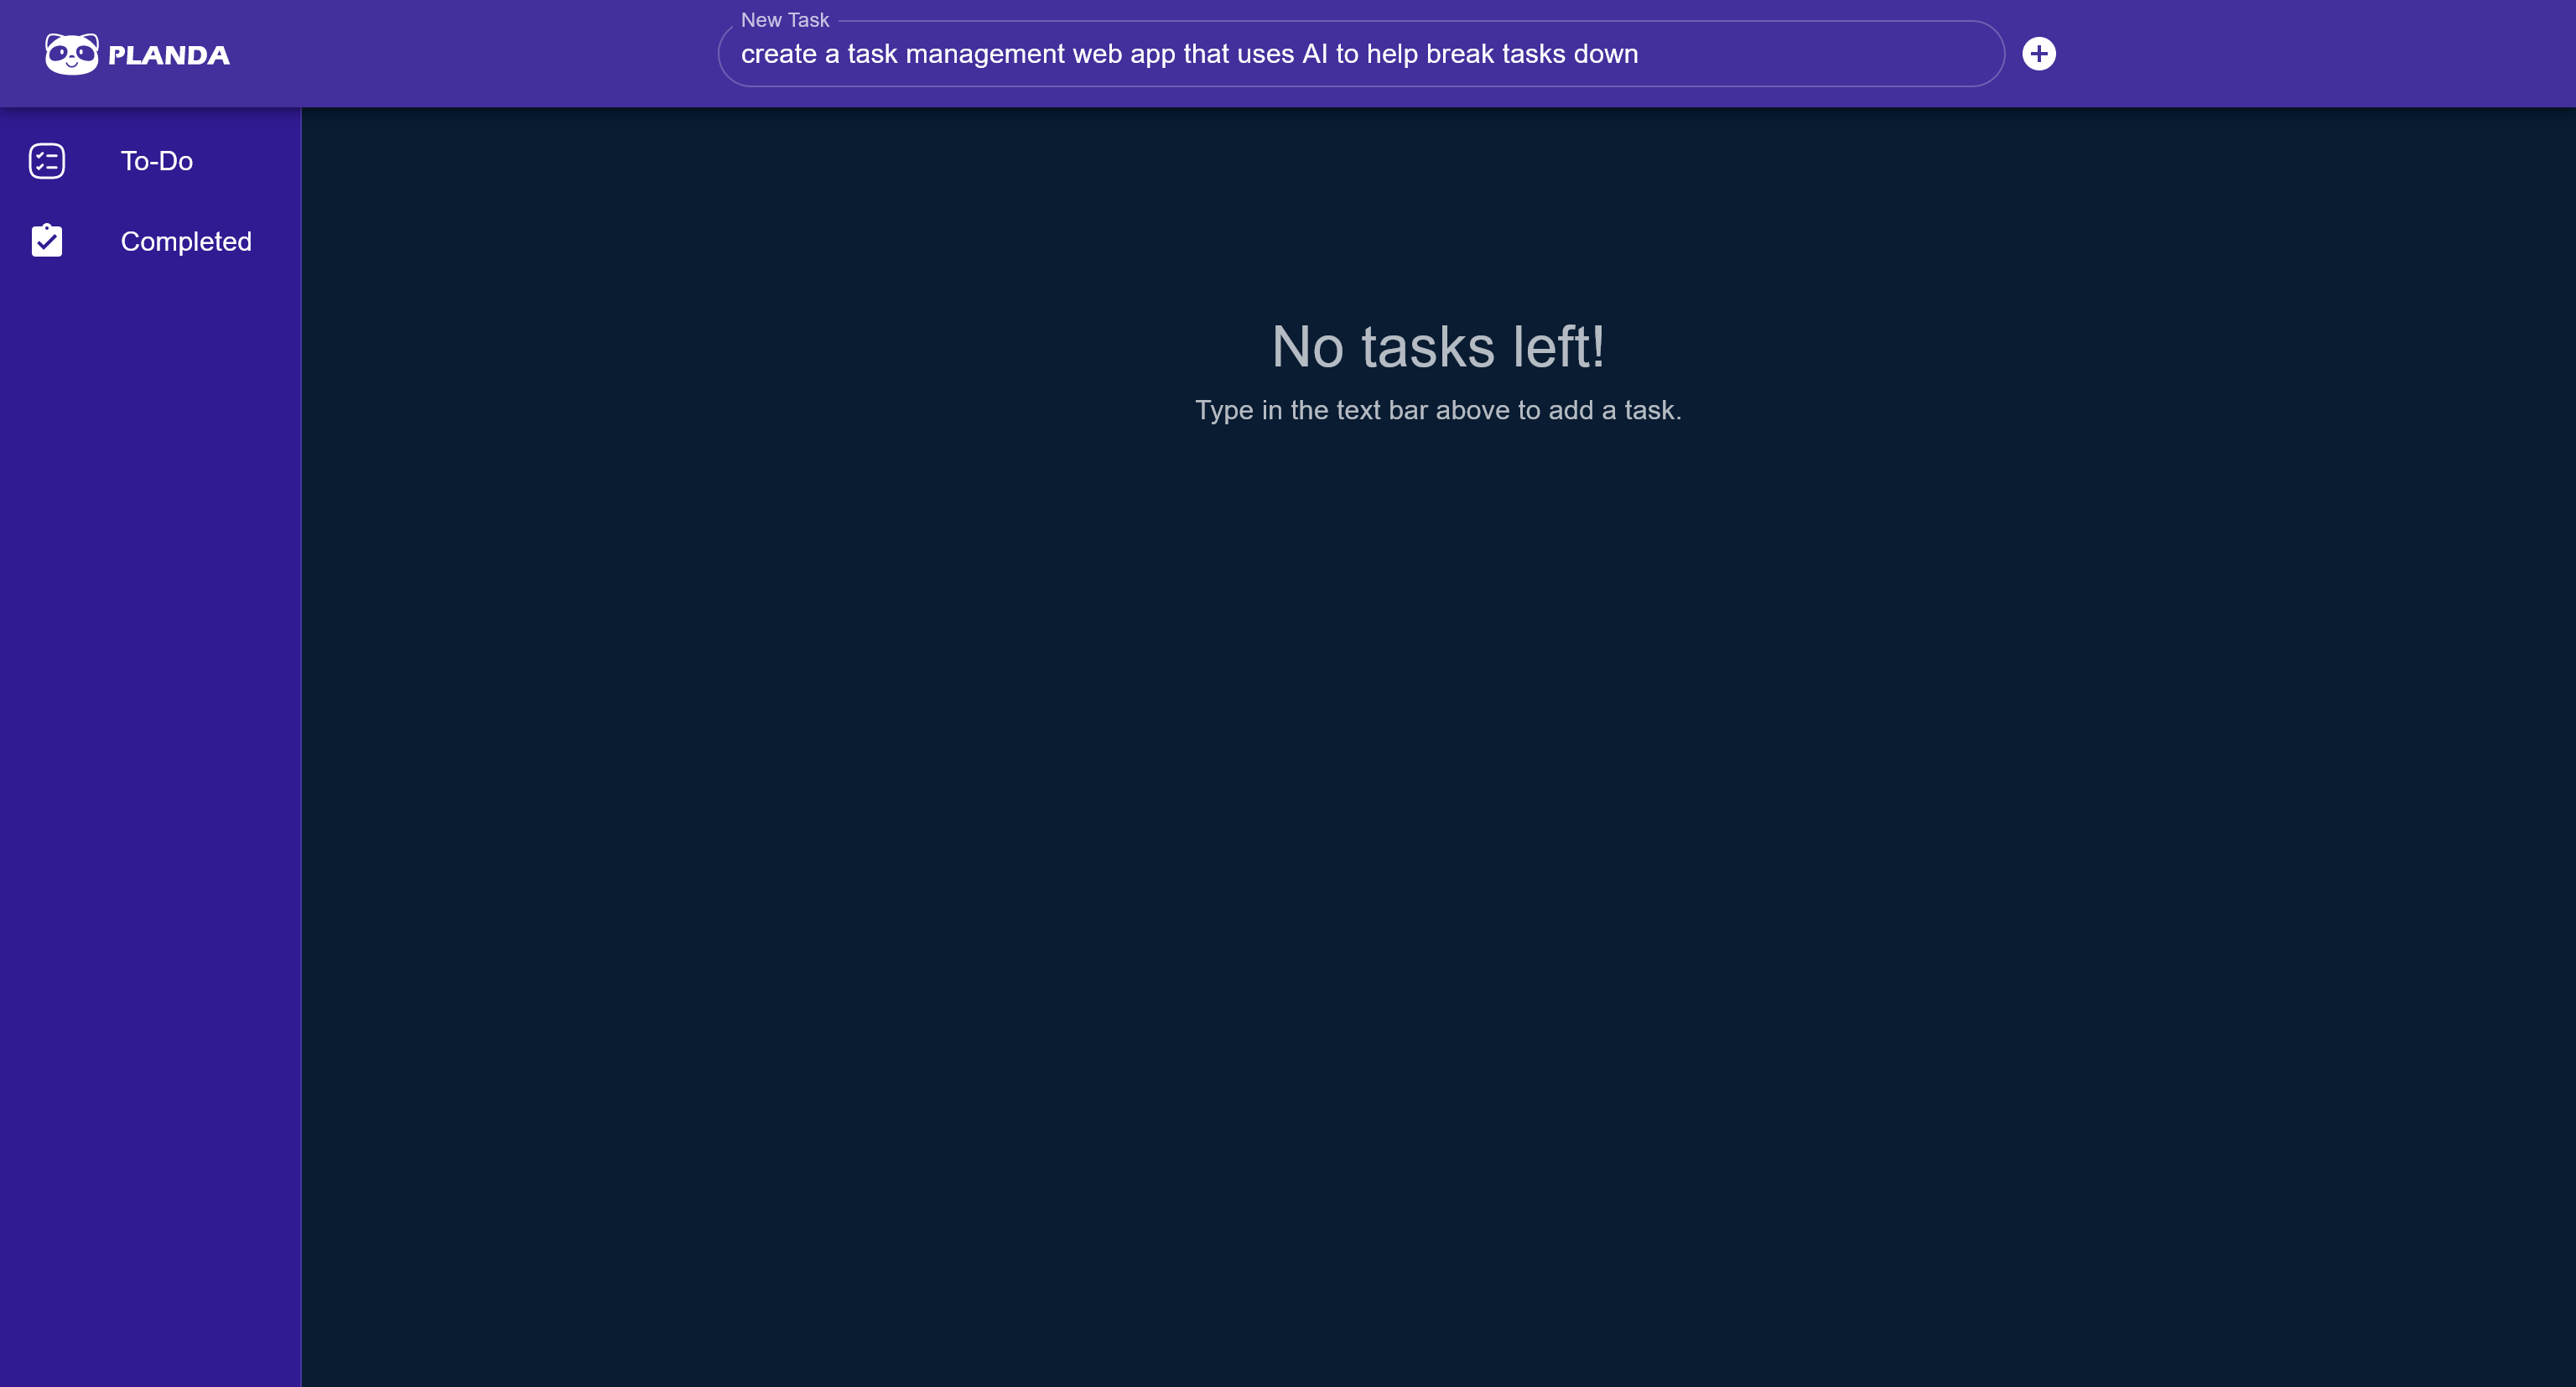 New Task
PLANDA
create a task management web app that uses AI to help break tasks down
To-Do
Completed
No tasks left!
Type in the text bar above to add a task.